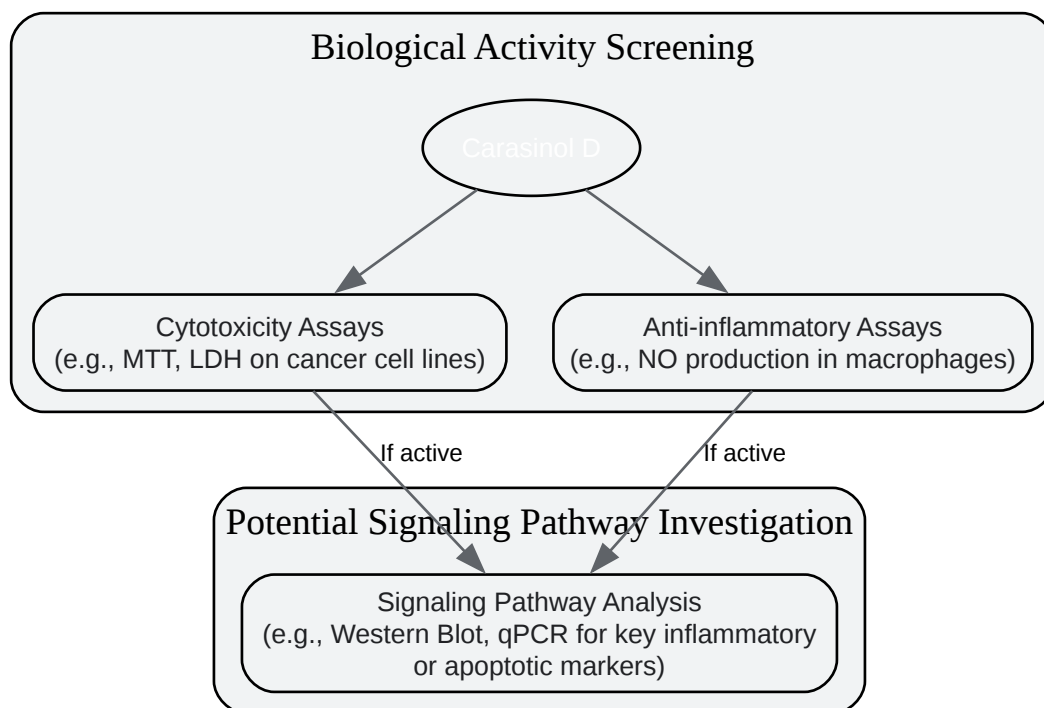 Biological Activity Screening
Carasinol D
Cytotoxicity Assays
(e.g., MTT, LDH on cancer cell lines)
Anti-inflammatory Assays
(e.g., NO production in macrophages)
If active
If active
Potential Signaling Pathway Investigation
Signaling Pathway Analysis
(e.g., Western Blot, qPCR for key inflammatory
or apoptotic markers)